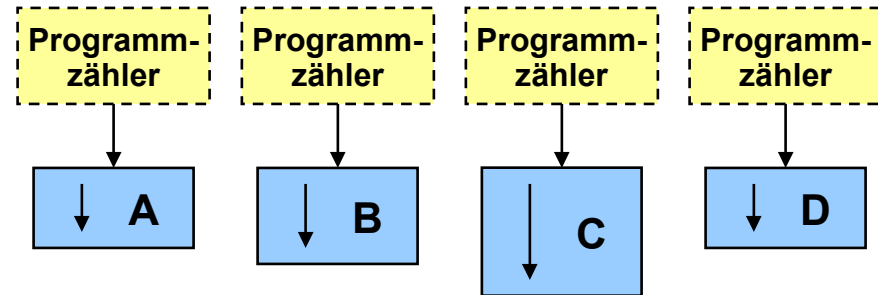 Programm-
zähler
Programm-
zähler
Programm-
zähler
Programm-
zähler
A
B
C
D